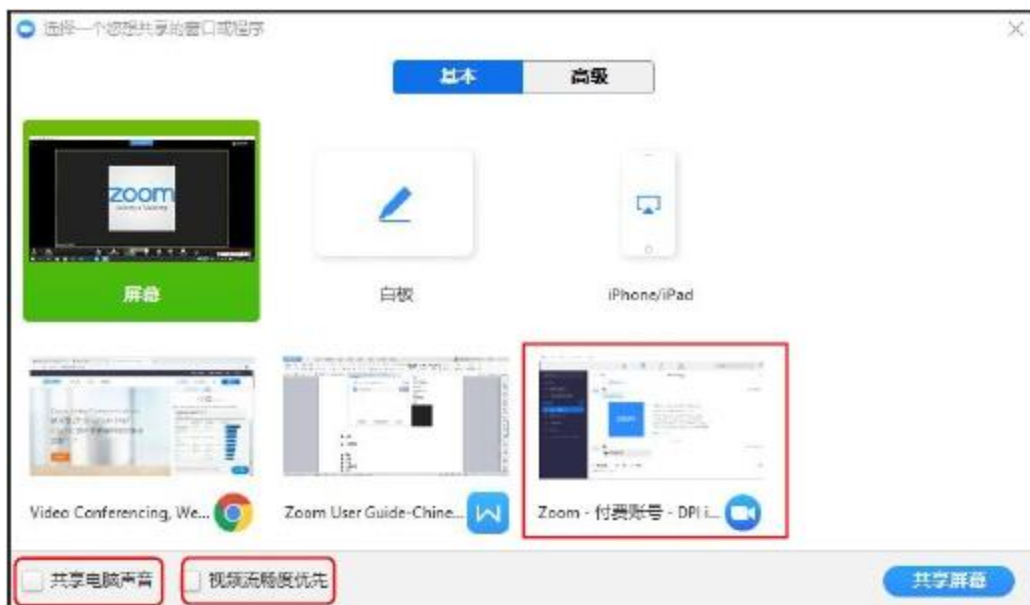 选择一个您想共享的窗口或程序
基本
高级
zoom
屏幕
白板
iPhone/iPad
Video Conferencing, We...
Zoom User Guide-Chine...
Zoom - 付费账号 - DPI i...
共享电脑声音
视频流畅度优先
共享屏幕